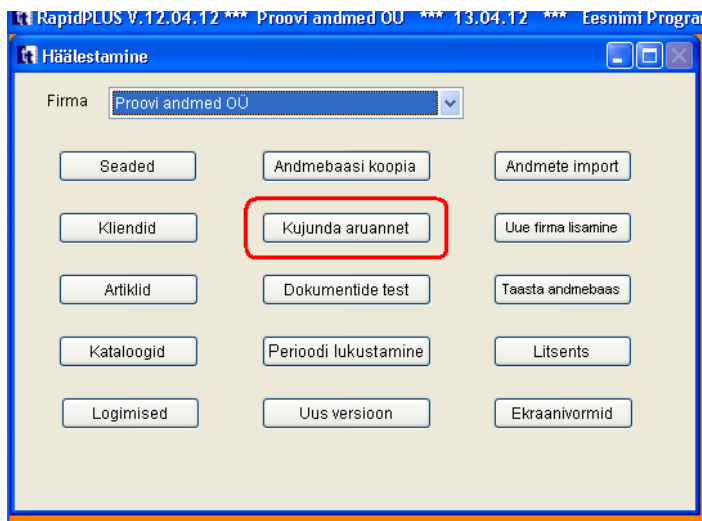 RapidPLUS V.12.04.12 *** Proovi andmed OÜ *** 13.04.12 *** Eesnimi Progra
Häälestamine
Firma Proovi andmed OÜ
Seaded Andmebaasi koopia Andmete import
Kliendid Kujunda aruannet Uue firma lisamine
Artiklid Dokumentide test Taasta andmebaas
Kataloogid Perioodi lukustamine Litsents
Logimised Uus versioon Ekraanivormid